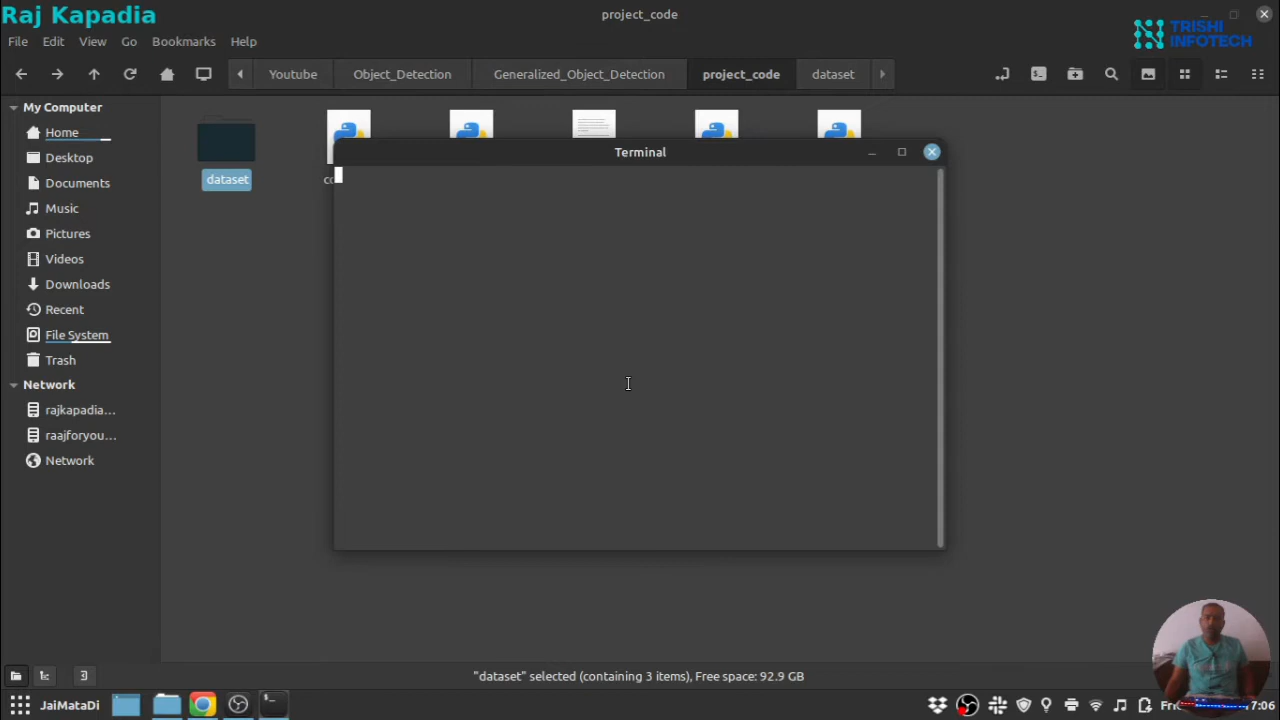 Raj Kapadia
project_code
TRISHI
INFOTECH
File Edit View Go Bookmarks Help
Youtube Object_Detection Generalized_Object_Detection project_code dataset
My Computer
Home
Desktop
Documents
Music
Pictures
Videos
Downloads
Recent
File System
Trash
Network
rajkapadia...
raajforyou...
Network
dataset
Terminal
"dataset" selected (containing 3 items), Free space: 92.9 GB
JaiMataDi